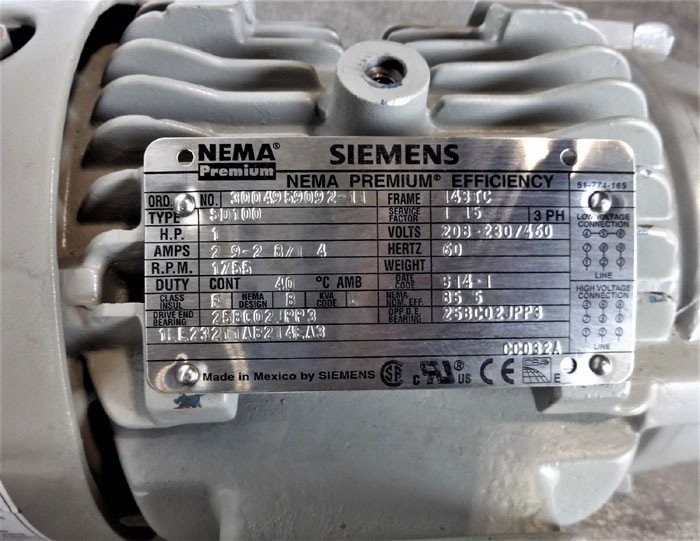 NEMA® Premium SIEMENS
NEMA PREMIUM® EFFICIENCY 51-774-165
ORD. NO. 3004959092-11 FRAME 143TC
TYPE SD100 SERVICE FACTOR 1.15 3 PH
H.P. 1 VOLTS 208-230/460
AMPS 2.9-2.8/1.4 HERTZ 60
R.P.M. 1755 WEIGHT
DUTY CONT 40 °C AMB DATE CODE
CLASS INSUL F NEMA DESIGN B KVA CODE NEMA NOM. EFF. 85.5
DRIVE END BEARING 25BC02JPP3 OPP D.E. BEARING 25BC02JPP3
CC032A
LOW VOLTAGE CONNECTION
LINE
HIGH VOLTAGE CONNECTION
LINE
Made in Mexico by SIEMENS SA C US CE E